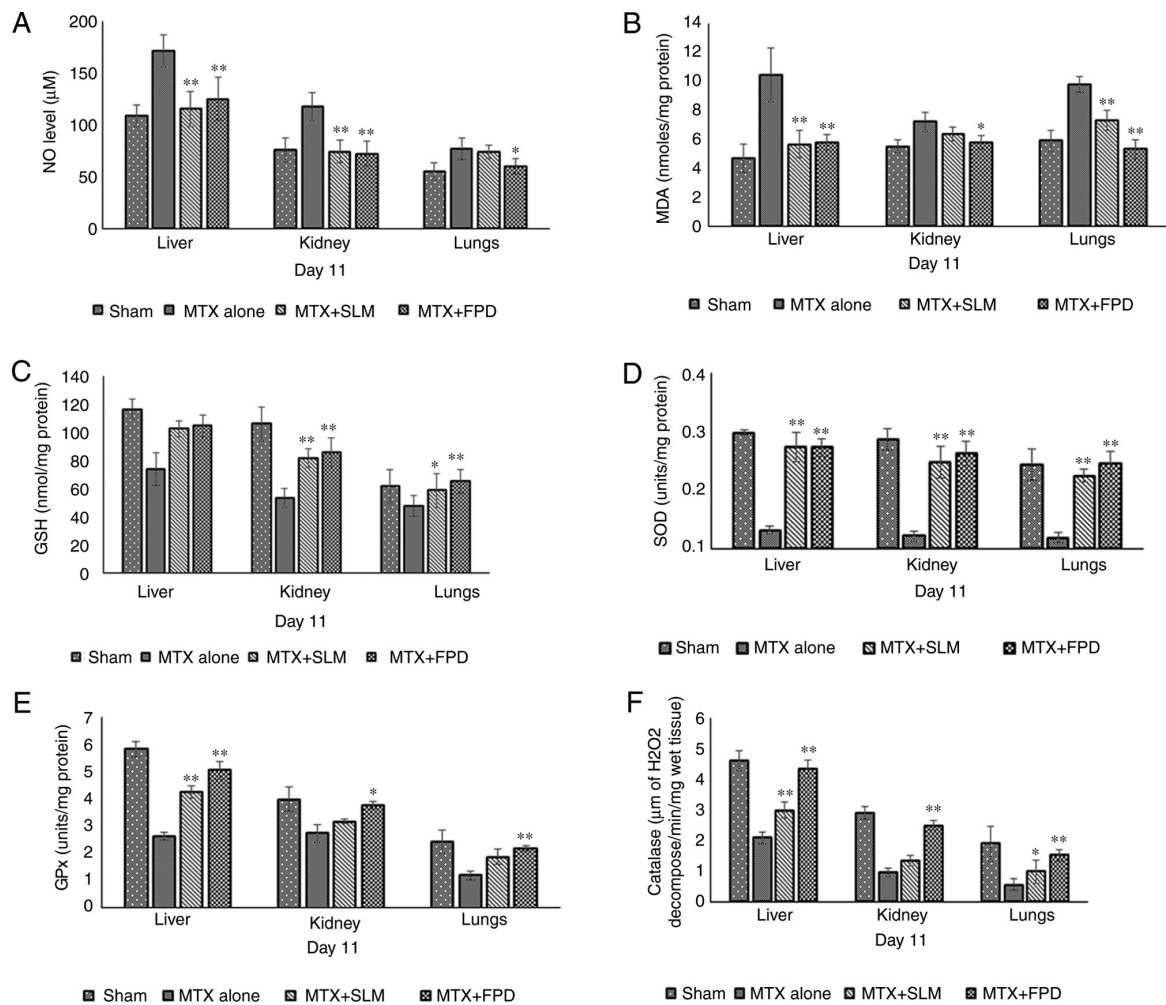 A
NO level (μM)
200
150
100
50
0
** **
** **
*
Liver Kidney Lungs
Day 11
Sham MTX alone MTX+SLM MTX+FPD
B
MDA (nmoles/mg protein)
14
12
10
8
6
4
2
0
** **
*
**
**
Liver Kidney Lungs
Day 11
Sham MTX alone MTX+SLM MTX+FPD
C
GSH (nmol/mg protein)
140
120
100
80
60
40
20
0
** **
* **
Liver Kidney Lungs
Day 11
Sham MTX alone MTX+SLM MTX+FPD
D
SOD (units/mg protein)
0.4
0.3
0.2
0.1
** **
** **
** **
Liver Kidney Lungs
Day 11
Sham MTX alone MTX+SLM MTX+FPD
E
GPx (units/mg protein)
7
6
5
4
3
2
1
0
** **
*
**
Liver Kidney Lungs
Day 11
Sham MTX alone MTX+SLM MTX+FPD
F
Catalase (μm of H2O2
decompose/min/mg wet tissue)
6
5
4
3
2
1
0
** **
**
* **
Liver Kidney Lungs
Day 11
Sham MTX alone MTX+SLM MTX+FPD